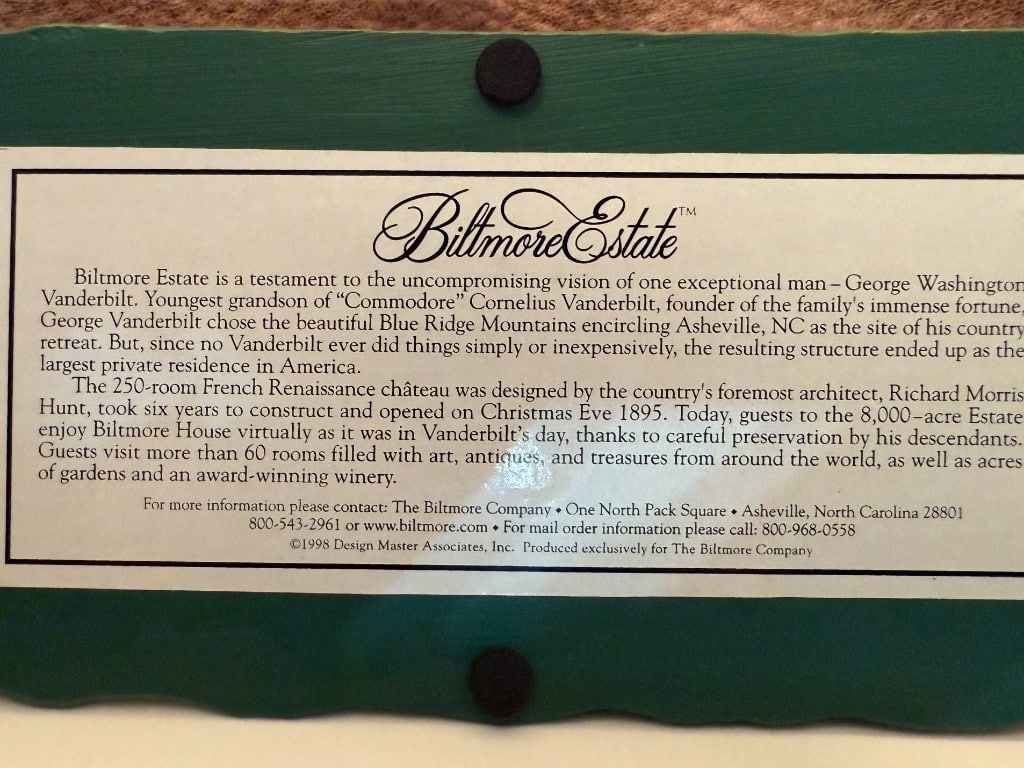 Biltmore Estate™
Biltmore Estate is a testament to the uncompromising vision of one exceptional man – George Washington
Vanderbilt. Youngest grandson of “Commodore” Cornelius Vanderbilt, founder of the family's immense fortune,
George Vanderbilt chose the beautiful Blue Ridge Mountains encircling Asheville, NC as the site of his country
retreat. But, since no Vanderbilt ever did things simply or inexpensively, the resulting structure ended up as the
largest private residence in America.
The 250-room French Renaissance château was designed by the country's foremost architect, Richard Morris
Hunt, took six years to construct and opened on Christmas Eve 1895. Today, guests to the 8,000-acre Estate
enjoy Biltmore House virtually as it was in Vanderbilt's day, thanks to careful preservation by his descendants.
Guests visit more than 60 rooms filled with art, antiques, and treasures from around the world, as well as acres
of gardens and an award-winning winery.
For more information please contact: The Biltmore Company ♦ One North Pack Square ♦ Asheville, North Carolina 28801
800-543-2961 or www.biltmore.com ♦ For mail order information please call: 800-968-0558
©1998 Design Master Associates, Inc. Produced exclusively for The Biltmore Company